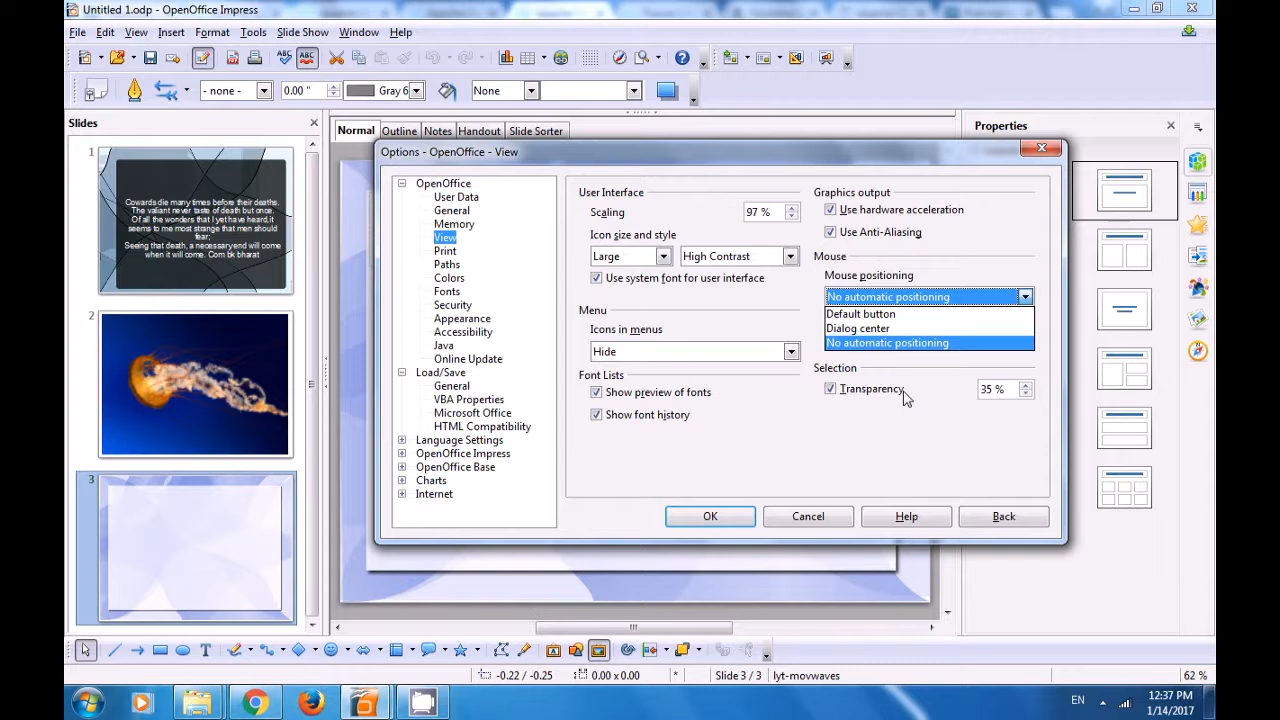 Untitled 1.odp - OpenOffice Impress
File Edit View Insert Format Tools Slide Show Window Help
- none - 0.00 " Gray 6 None
Slides
Normal Outline Notes Handout Slide Sorter
Properties
1
Cowards die many times before their deaths.
The valiant never taste of death but once.
Of all the wonders that I yet have heard,it
seems to me most strange that men should
fear;
Seeing that death, a necessary end will come
when it will come. Com bk bharat
2
3
Options - OpenOffice - View
OpenOffice
User Data
General
Memory
View
Print
Paths
Colors
Fonts
Security
Appearance
Accessibility
Java
Online Update
Load/Save
General
VBA Properties
Microsoft Office
HTML Compatibility
Language Settings
OpenOffice Impress
OpenOffice Base
Charts
Internet
User Interface
Scaling 97 %
Icon size and style
Large High Contrast
Use system font for user interface
Menu
Icons in menus
Hide
Font Lists
Show preview of fonts
Show font history
Graphics output
Use hardware acceleration
Use Anti-Aliasing
Mouse
Mouse positioning
No automatic positioning
Default button
Dialog center
No automatic positioning
Selection
Transparency 35 %
OK Cancel Help Back
-0.22 / -0.25 0.00 x 0.00 * Slide 3 / 3 lyt-movwaves 62 %
EN 12:37 PM
1/14/2017